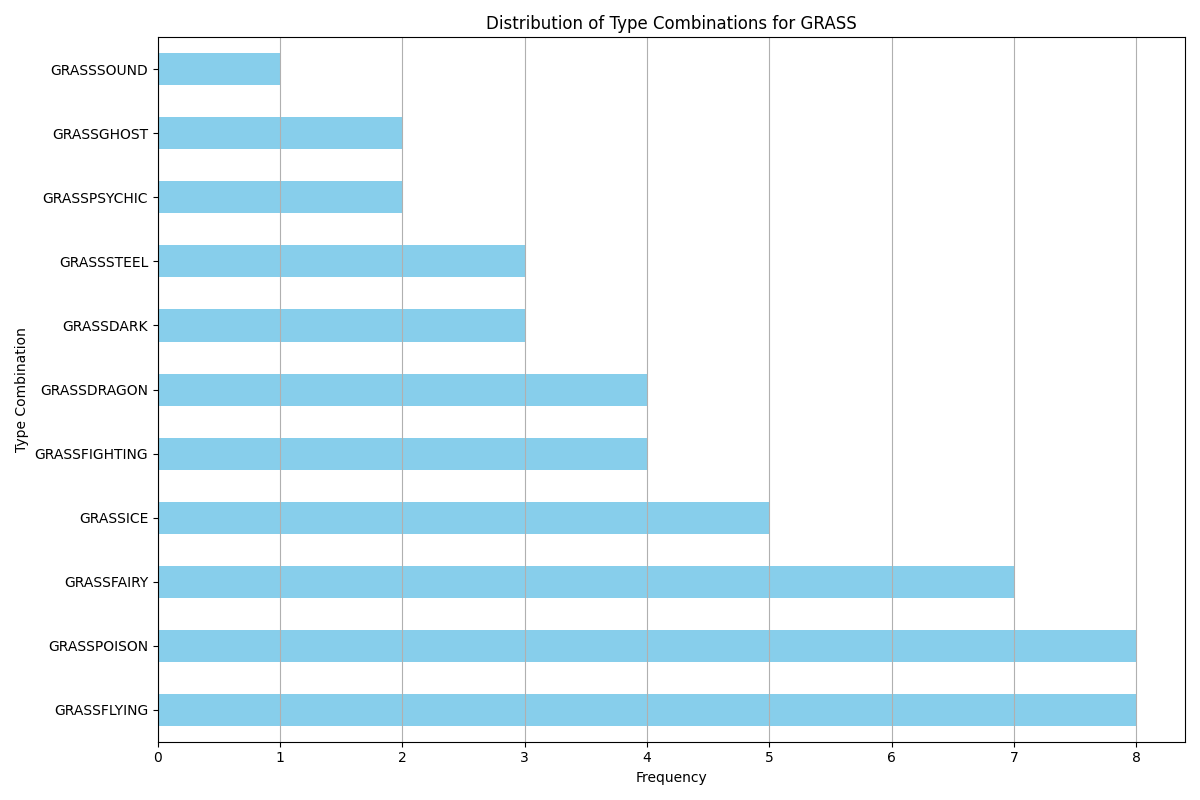 Distribution of Type Combinations for GRASS
Type Combination
GRASSSOUND
GRASSGHOST
GRASSPSYCHIC
GRASSSTEEL
GRASSDARK
GRASSDRAGON
GRASSFIGHTING
GRASSICE
GRASSFAIRY
GRASSPOISON
GRASSFLYING
0 1 2 3 4 5 6 7 8
Frequency